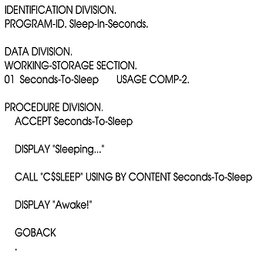 IDENTIFICATION DIVISION.
PROGRAM-ID. Sleep-In-Seconds.
DATA DIVISION.
WORKING-STORAGE SECTION.
01 Seconds-To-Sleep USAGE COMP-2.
PROCEDURE DIVISION.
ACCEPT Seconds-To-Sleep
DISPLAY "Sleeping..."
CALL "C$SLEEP" USING BY CONTENT Seconds-To-Sleep
DISPLAY "Awake!"
GOBACK
.